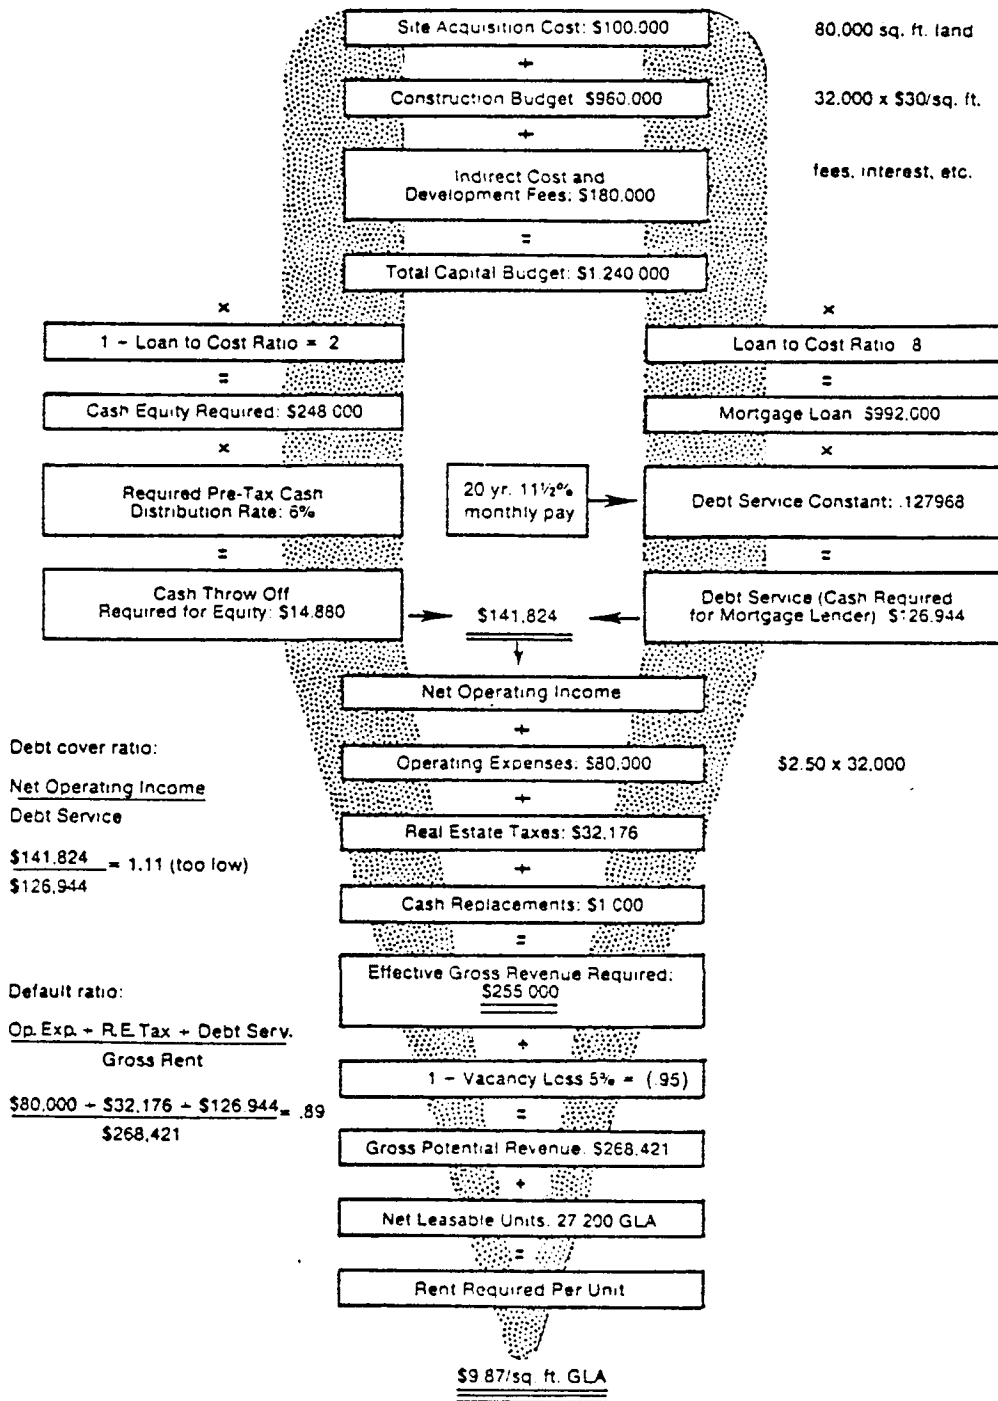 Site Acquisition Cost: $100.000
80.000 sq. ft. land
+
Construction Budget $960.000
32.000 x $30/sq. ft.
+
Indirect Cost and
Development Fees: $180.000
fees, interest, etc.
=
Total Capital Budget: $1.240 000
×
×
1 - Loan to Cost Ratio = 2
Loan to Cost Ratio 8
=
=
Cash Equity Required: $248 000
Mortgage Loan $992.000
×
×
Required Pre-Tax Cash
Distribution Rate: 6%
20 yr. 11½%
monthly pay
Debt Service Constant: .127968
=
=
Cash Throw Off
Required for Equity: $14.880
$141,824
Debt Service (Cash Required
for Mortgage Lender) $126.944
Net Operating Income
+
Debt cover ratio:
Operating Expenses: $80,000
$2.50 x 32,000
Net Operating Income
Debt Service
+
Real Estate Taxes: $32,176
$141,824 = 1.11 (too low)
$126,944
+
Cash Replacements: $1 000
=
Effective Gross Revenue Required:
$255 000
Default ratio:
Op. Exp. + R.E. Tax + Debt Serv.
Gross Rent
+
1 - Vacancy Loss 5% = (.95)
$80,000 + $32,176 + $126.944 = .89
$268,421
=
Gross Potential Revenue. $268,421
+
Net Leasable Units. 27 200 GLA
=
Rent Required Per Unit
$9 87/sq. ft. GLA